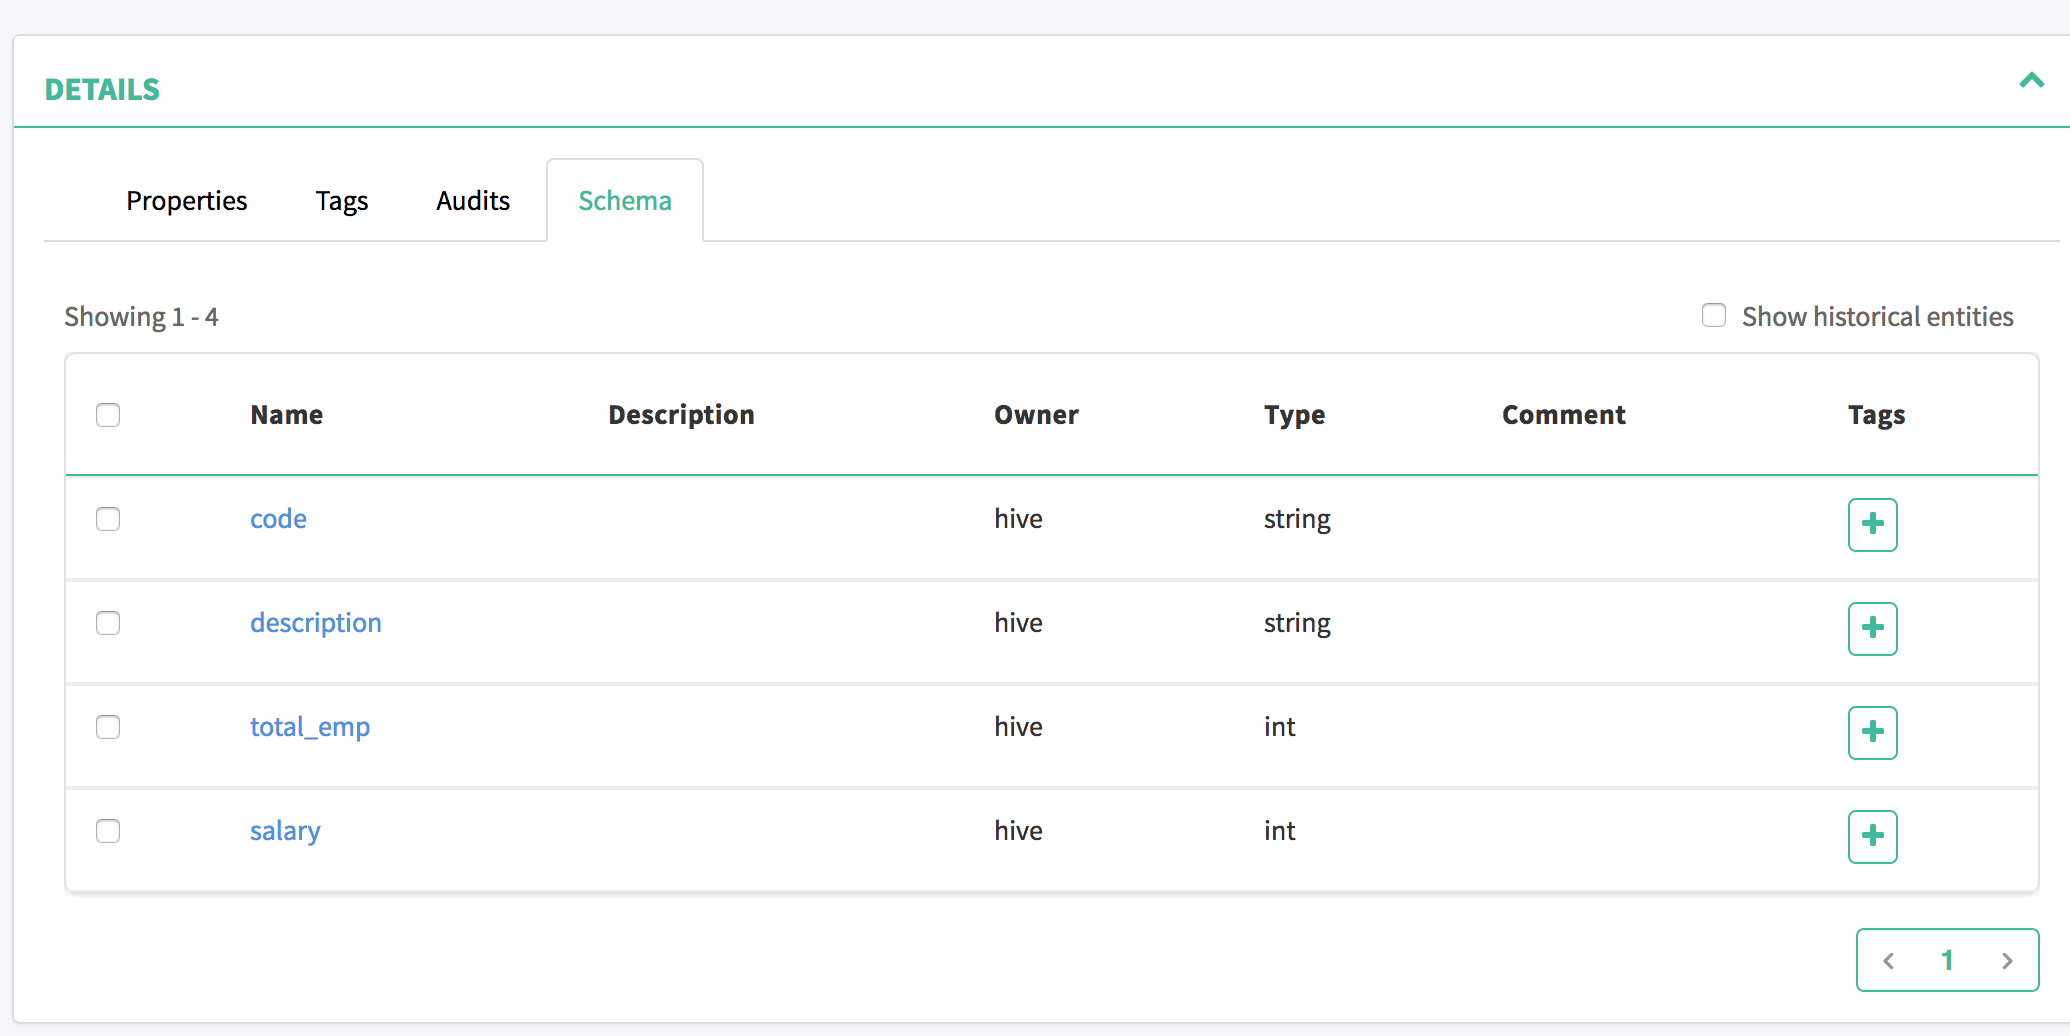 DETAILS
Properties Tags Audits Schema
Showing 1 - 4 Show historical entities
Name Description Owner Type Comment Tags
code hive string
description hive string
total_emp hive int
salary hive int
1